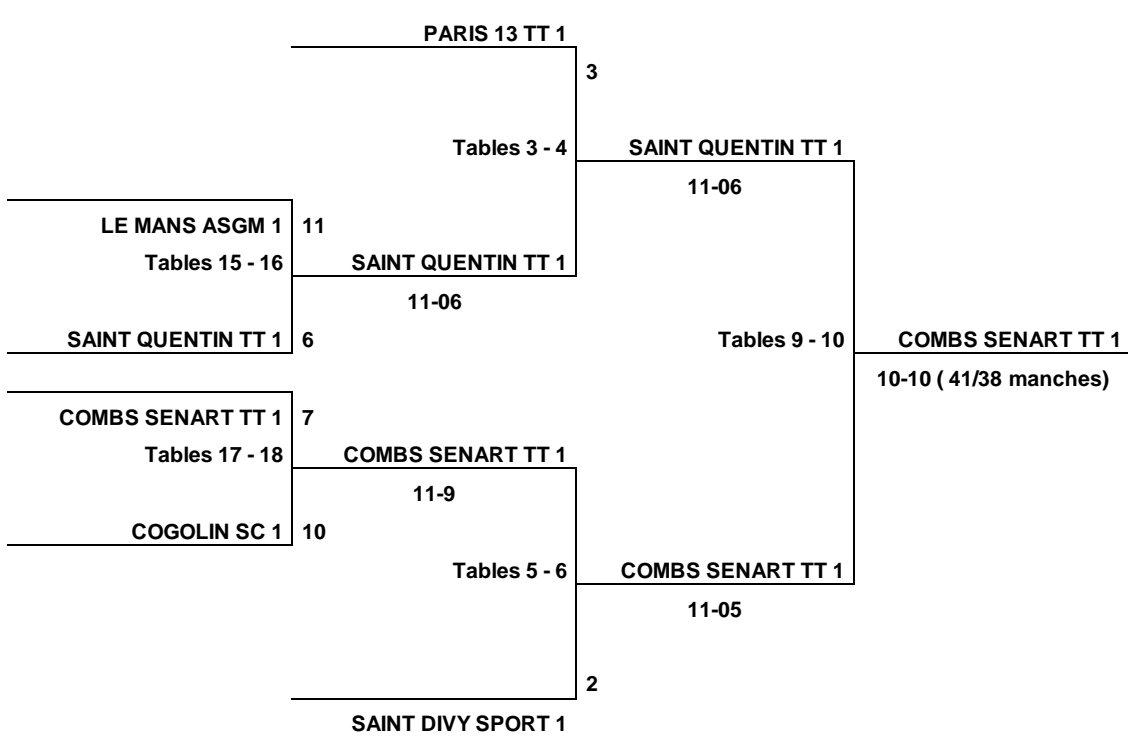 PARIS 13 TT 1
3
Tables 3 - 4
SAINT QUENTIN TT 1
11-06
LE MANS ASGM 1
11
Tables 15 - 16
SAINT QUENTIN TT 1
11-06
SAINT QUENTIN TT 1
6
Tables 9 - 10
COMBS SENART TT 1
10-10 ( 41/38 manches)
COMBS SENART TT 1
7
Tables 17 - 18
COMBS SENART TT 1
11-9
COGOLIN SC 1
10
Tables 5 - 6
COMBS SENART TT 1
11-05
2
SAINT DIVY SPORT 1